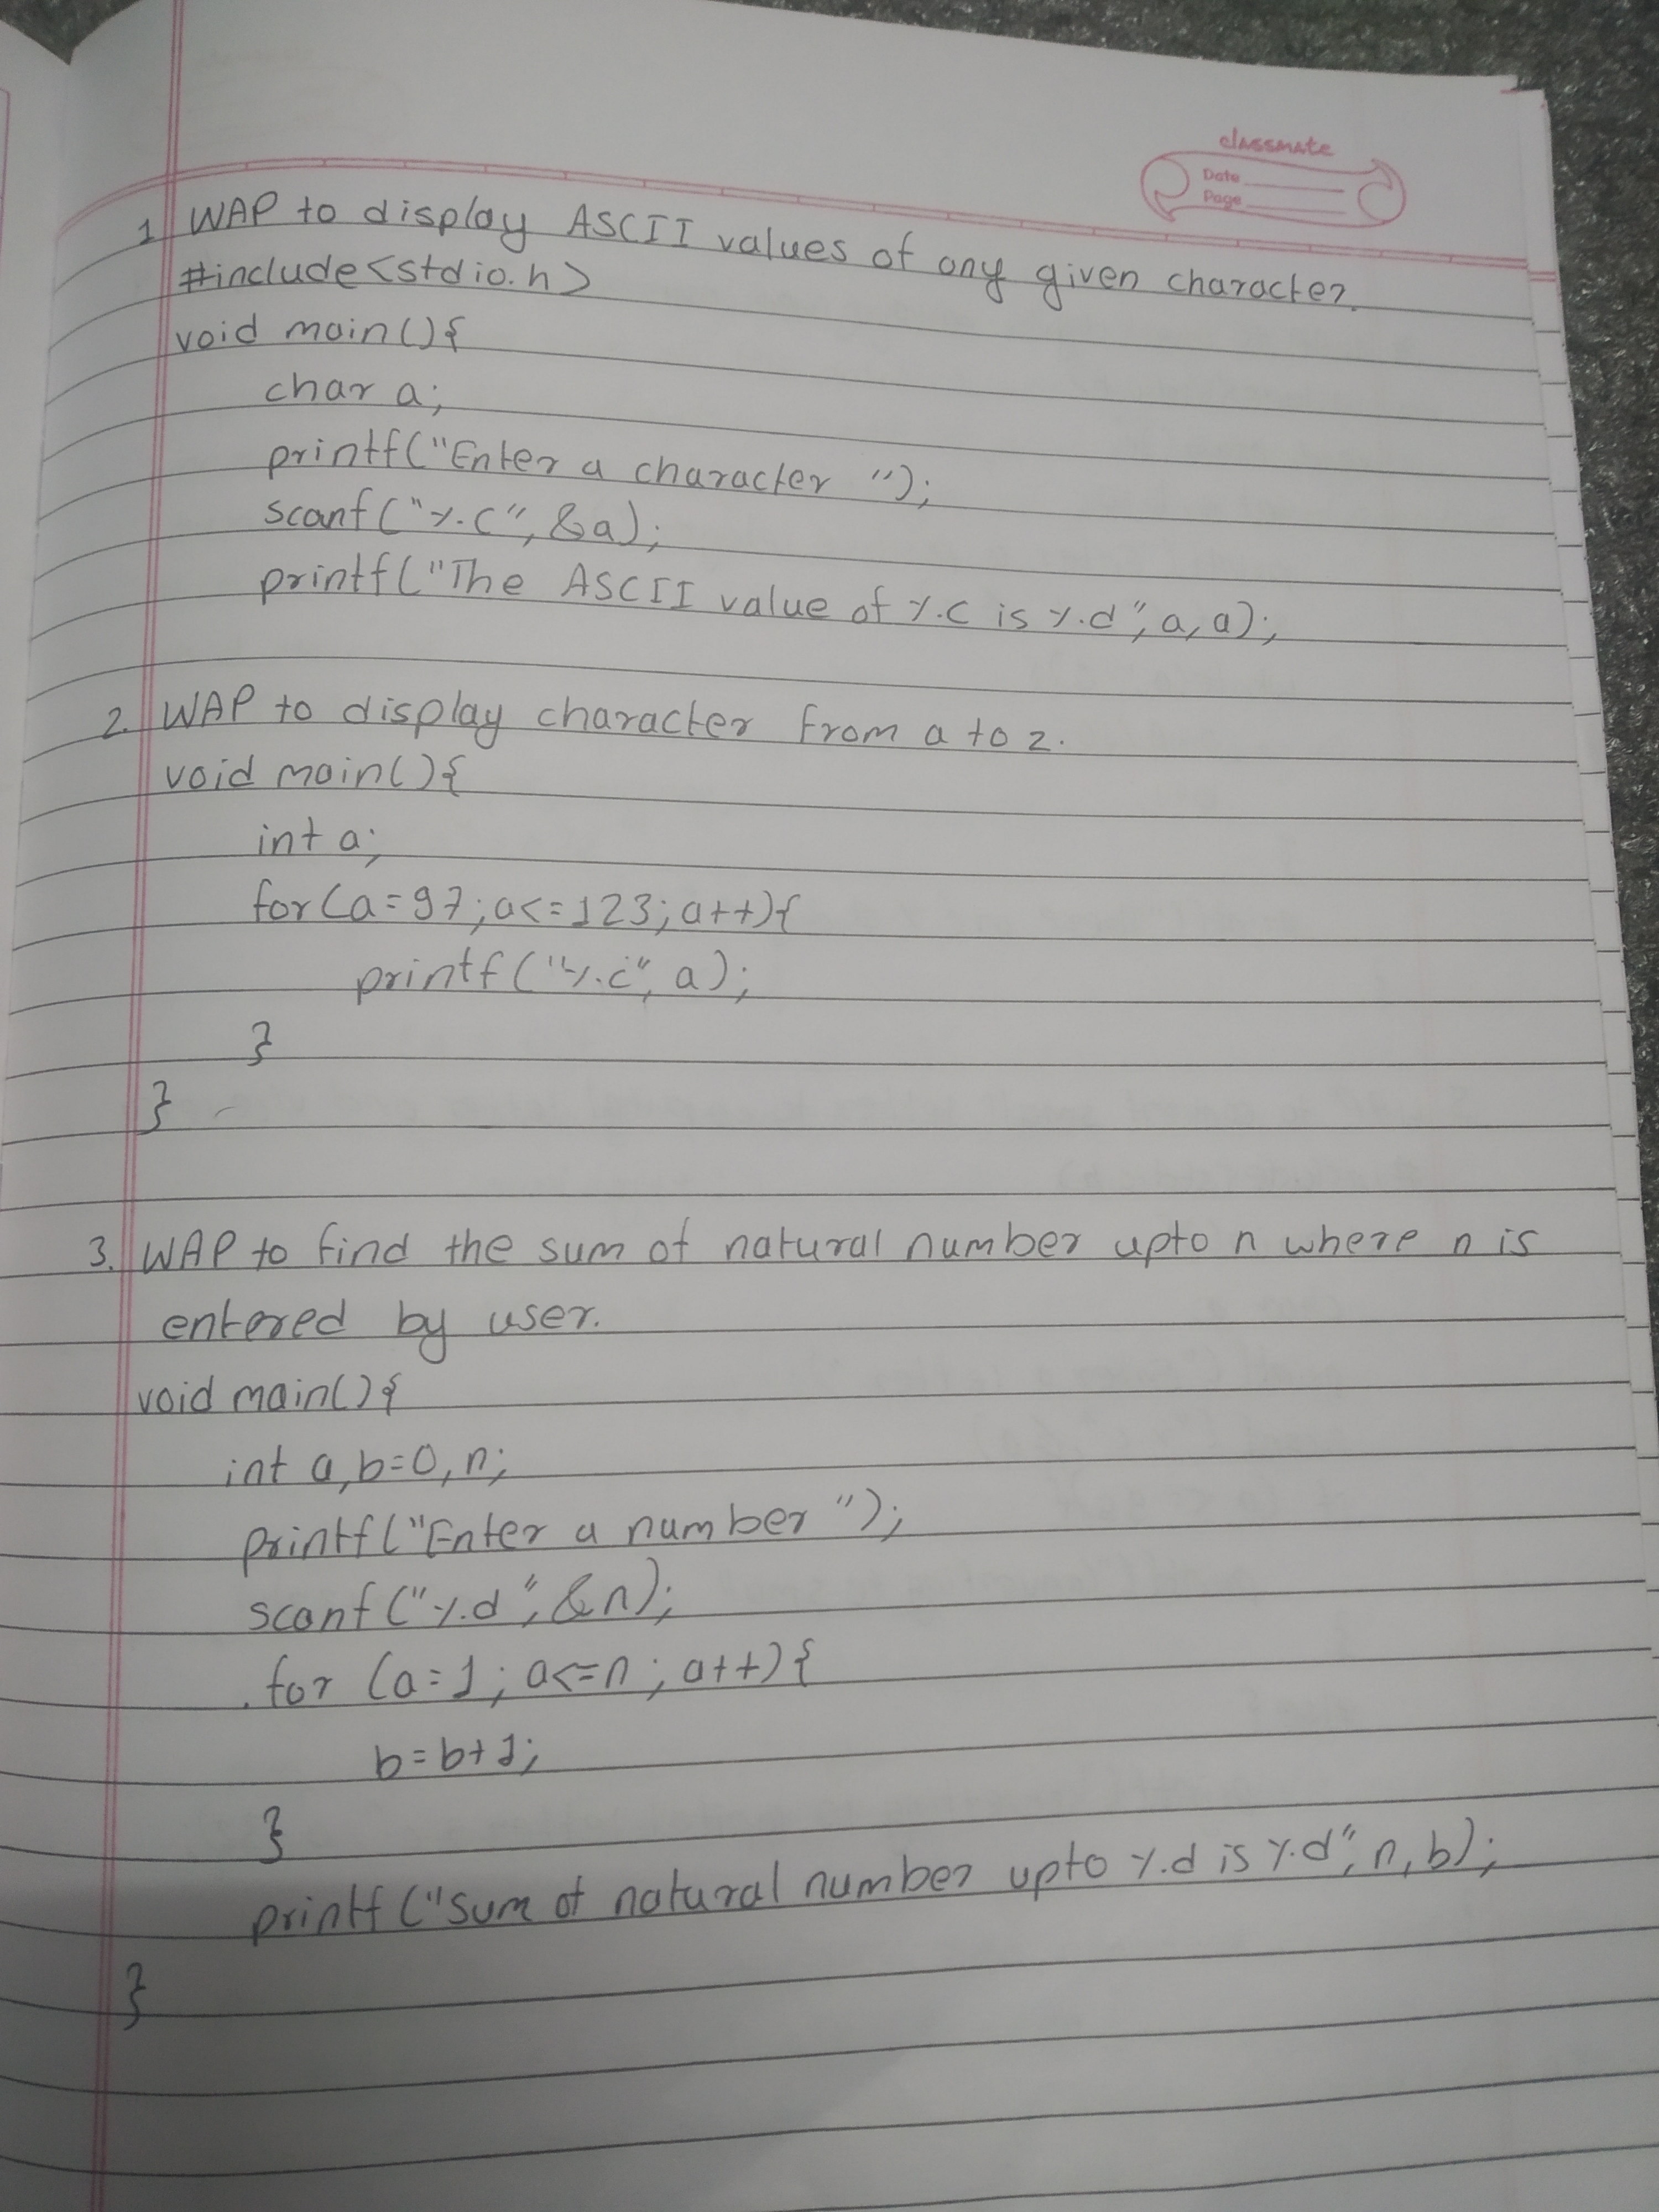 classmate
Date
Page
1 WAP to display ASCII values of any given character.
#include<stdio.h>
void main(){
char a;
printf("Enter a character ");
scanf("%c", &a);
printf("The ASCII value of %c is %d", a, a);
2. WAP to display character from a to z.
void main(){
int a;
for(a=97; a<=123; a++){
printf("%c", a);
}
}
3. WAP to find the sum of natural number upto n where n is
entered by user.
void main(){
int a,b=0,n;
printf("Enter a number ");
scanf("%d", &n);
for (a=1; a<=n; a++){
b=b+1;
}
printf("Sum of natural number upto %d is %d", n, b);
}